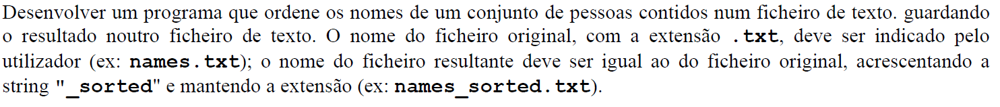 Desenvolver um programa que ordene os nomes de um conjunto de pessoas contidos num ficheiro de texto. guardando
o resultado noutro ficheiro de texto. O nome do ficheiro original, com a extensão .txt, deve ser indicado pelo
utilizador (ex: names.txt); o nome do ficheiro resultante deve ser igual ao do ficheiro original, acrescentando a
string "_sorted" e mantendo a extensão (ex: names_sorted.txt).